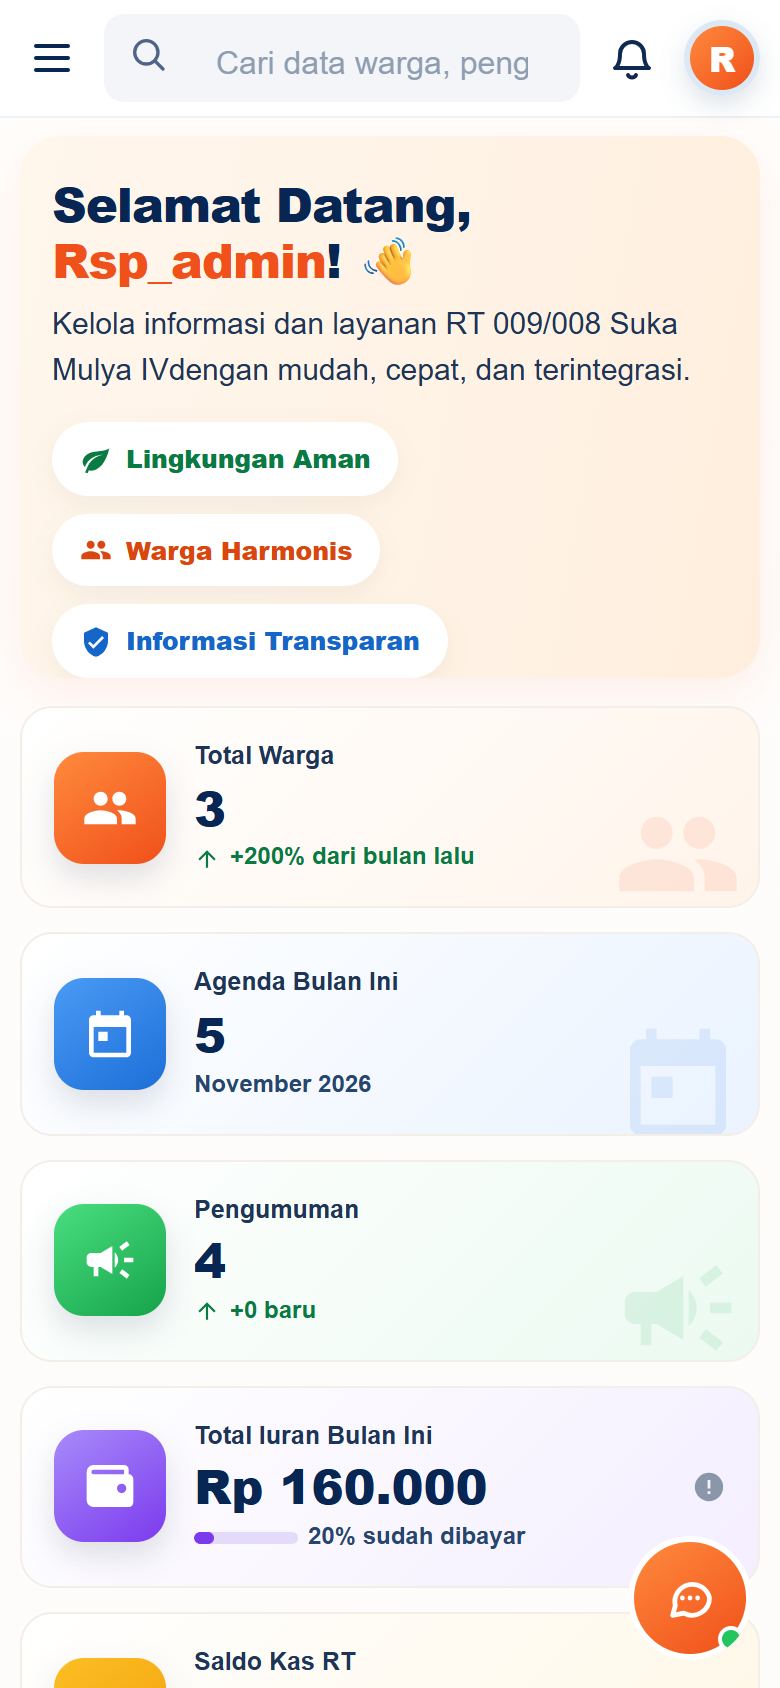 Cari data warga, peng
R
Selamat Datang,
Rsp_admin! 👋
Kelola informasi dan layanan RT 009/008 Suka
Mulya IVdengan mudah, cepat, dan terintegrasi.
Lingkungan Aman
Warga Harmonis
Informasi Transparan
Total Warga
3
+200% dari bulan lalu
Agenda Bulan Ini
5
November 2026
Pengumuman
4
+0 baru
Total Iuran Bulan Ini
Rp 160.000
20% sudah dibayar
Saldo Kas RT